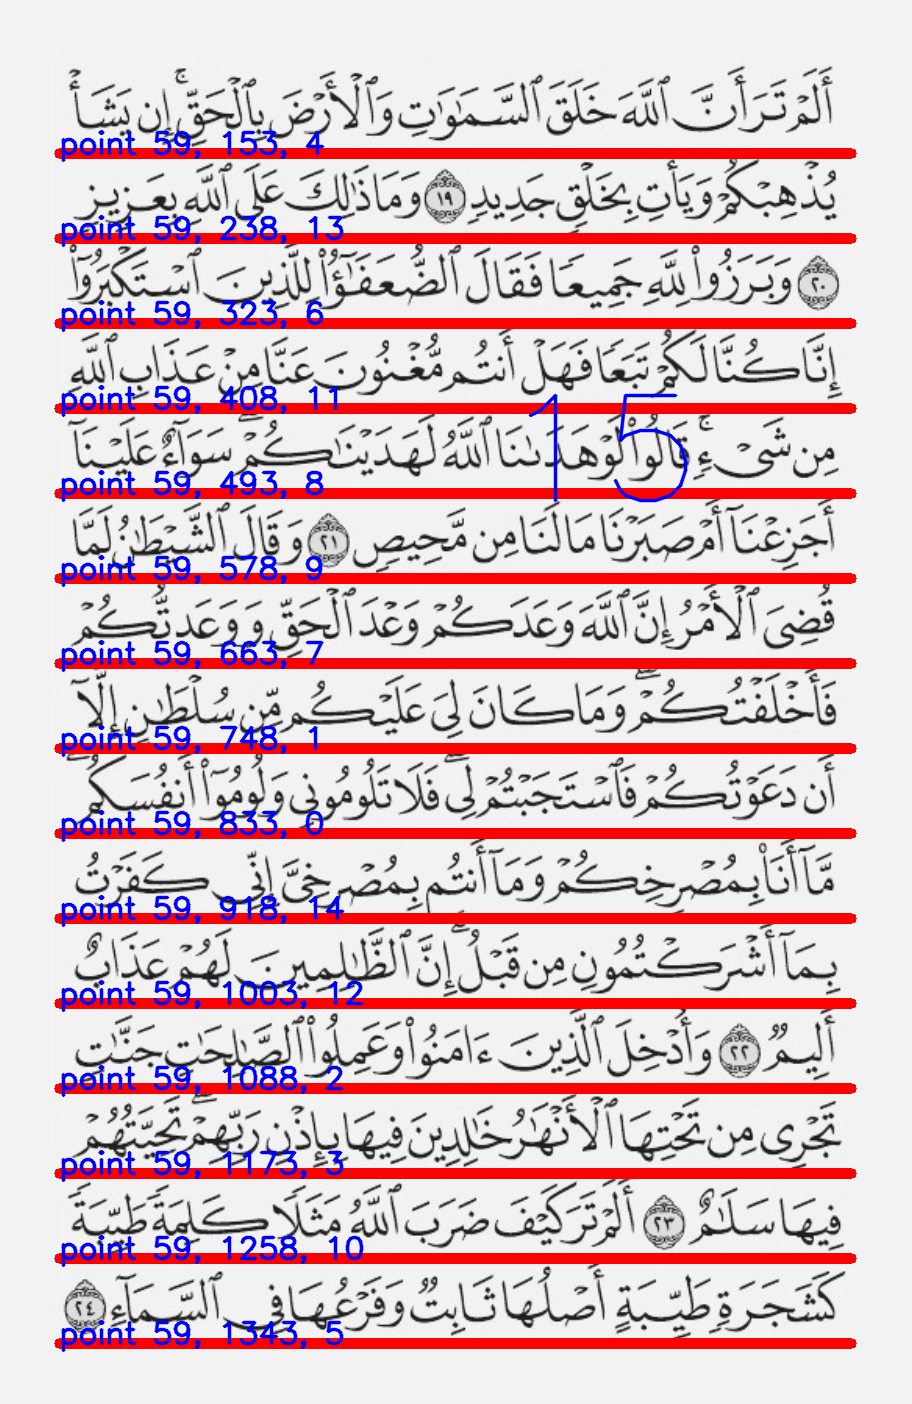 أَلَمْ تَرَ أَنَّ ٱللَّهَ خَلَقَ ٱلسَّمَٰوَٰتِ وَٱلْأَرْضَ بِٱلْحَقِّ ۚ إِن يَشَأْ
point 59, 153, 4
يُذْهِبْكُمْ وَيَأْتِ بِخَلْقٍ جَدِيدٍ ١٩ وَمَا ذَٰلِكَ عَلَى ٱللَّهِ بِعَزِيزٍ
point 59, 238, 13
٢٠ وَبَرَزُوا۟ لِلَّهِ جَمِيعًا فَقَالَ ٱلضُّعَفَٰٓؤُا۟ لِلَّذِينَ ٱسْتَكْبَرُوٓا۟
point 59, 323, 6
إِنَّا كُنَّا لَكُمْ تَبَعًا فَهَلْ أَنتُم مُّغْنُونَ عَنَّا مِنْ عَذَابِ ٱللَّهِ
point 59, 408, 11
15
مِن شَىْءٍ ۚ قَالُوا۟ لَوْ هَدَىٰنَا ٱللَّهُ لَهَدَيْنَٰكُمْ ۖ سَوَآءٌ عَلَيْنَآ
point 59, 493, 8
أَجَزِعْنَآ أَمْ صَبَرْنَا مَا لَنَا مِن مَّحِيصٍ ٢١ وَقَالَ ٱلشَّيْطَٰنُ لَمَّا
point 59, 578, 9
قُضِىَ ٱلْأَمْرُ إِنَّ ٱللَّهَ وَعَدَكُمْ وَعْدَ ٱلْحَقِّ وَوَعَدتُّكُمْ
point 59, 663, 7
فَأَخْلَفْتُكُمْ ۖ وَمَا كَانَ لِىَ عَلَيْكُم مِّن سُلْطَٰنٍ إِلَّآ
point 59, 748, 1
أَن دَعَوْتُكُمْ فَٱسْتَجَبْتُمْ لِى ۖ فَلَا تَلُومُونِى وَلُومُوٓا۟ أَنفُسَكُم ۖ
point 59, 833, 0
مَّآ أَنَا۠ بِمُصْرِخِكُمْ وَمَآ أَنتُم بِمُصْرِخِىَّ إِنِّى كَفَرْتُ
point 59, 918, 14
بِمَآ أَشْرَكْتُمُونِ مِن قَبْلُ ۗ إِنَّ ٱلظَّٰلِمِينَ لَهُمْ عَذَابٌ
point 59, 1003, 12
أَلِيمٌ ٢٢ وَأُدْخِلَ ٱلَّذِينَ ءَامَنُوا۟ وَعَمِلُوا۟ ٱلصَّٰلِحَٰتِ جَنَّٰتٍ
point 59, 1088, 2
تَجْرِى مِن تَحْتِهَا ٱلْأَنْهَٰرُ خَٰلِدِينَ فِيهَا بِإِذْنِ رَبِّهِمْ ۖ تَحِيَّتُهُمْ
point 59, 1173, 3
فِيهَا سَلَٰمٌ ٢٣ أَلَمْ تَرَ كَيْفَ ضَرَبَ ٱللَّهُ مَثَلًا كَلِمَةً طَيِّبَةً
point 59, 1258, 10
كَشَجَرَةٍ طَيِّبَةٍ أَصْلُهَا ثَابِتٌ وَفَرْعُهَا فِى ٱلسَّمَآءِ ٢٤
point 59, 1343, 5